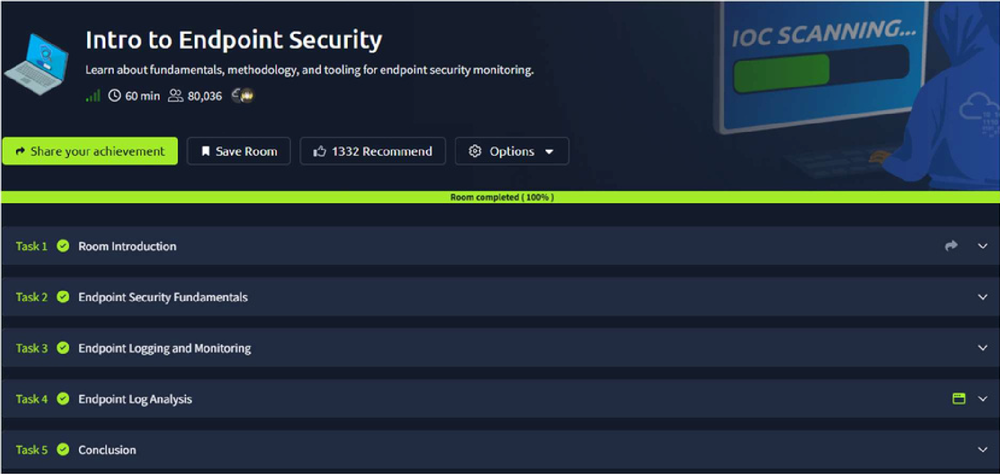 Intro to Endpoint Security
IOC SCANNING...
Learn about fundamentals, methodology, and tooling for endpoint security monitoring.
60 min 80,036
Share your achievement Save Room 1332 Recommend Options
Room completed ( 100% )
Task 1 Room Introduction
Task 2 Endpoint Security Fundamentals
Task 3 Endpoint Logging and Monitoring
Task 4 Endpoint Log Analysis
Task 5 Conclusion